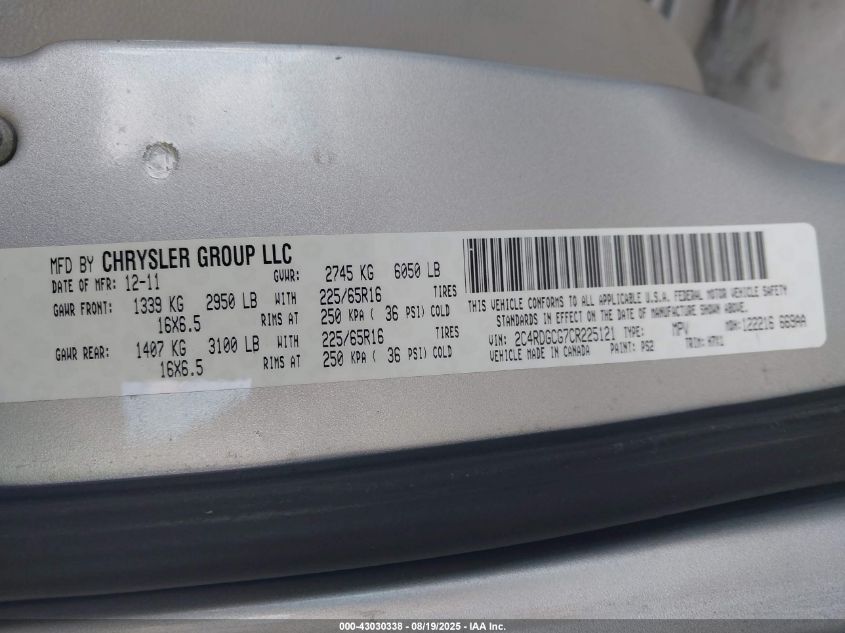 MFD BY CHRYSLER GROUP LLC
DATE OF MFR: 12-11 GVWR: 2745 KG 6050 LB
GAWR FRONT: 1339 KG 2950 LB WITH 225/65R16 TIRES
16X6.5 RIMS AT 250 KPA ( 36 PSI) COLD
GAWR REAR: 1407 KG 3100 LB WITH 225/65R16 TIRES
16X6.5 RIMS AT 250 KPA ( 36 PSI) COLD
THIS VEHICLE CONFORMS TO ALL APPLICABLE U.S.A. FEDERAL MOTOR VEHICLE SAFETY
STANDARDS IN EFFECT ON THE DATE OF MANUFACTURE SHOWN ABOVE.
VIN: 2C4RDGCG7CR225121 TYPE: MPV MDH: 122216 669AA
VEHICLE MADE IN CANADA PAINT: PS2 TRIM:
000-43030338 - 08/19/2025 - IAA Inc.